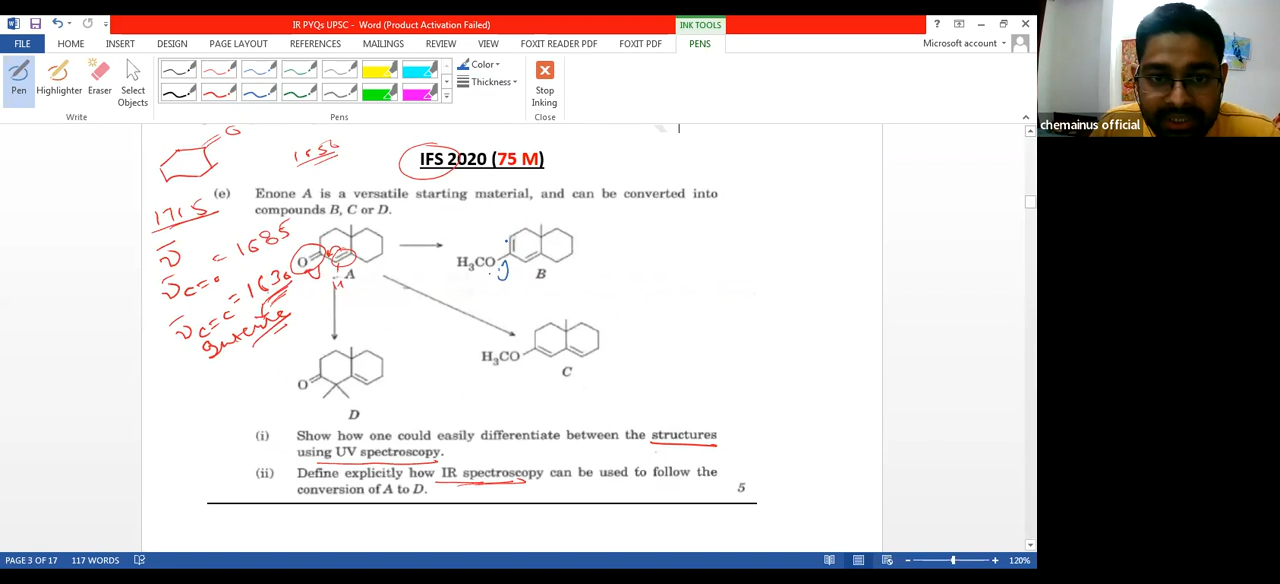 IR PYQs UPSC - Word (Product Activation Failed)
INK TOOLS
FILE HOME INSERT DESIGN PAGE LAYOUT REFERENCES MAILINGS REVIEW VIEW FOXIT READER PDF FOXIT PDF PENS
Microsoft account
Pen Highlighter Eraser Select Objects
Color
Thickness
Stop Inking
Write Pens Close
chemainus official
IFS 2020 (75 M)
(e) Enone A is a versatile starting material, and can be converted into
compounds B, C or D.
1715
ν̄ = 1685
ν̄ C=O
ν̄ C=C = 1630
O A
H
H₃CO B
H₃CO C
O D
(i) Show how one could easily differentiate between the structures
using UV spectroscopy.
(ii) Define explicitly how IR spectroscopy can be used to follow the
conversion of A to D. 5
PAGE 3 OF 17 117 WORDS 120%